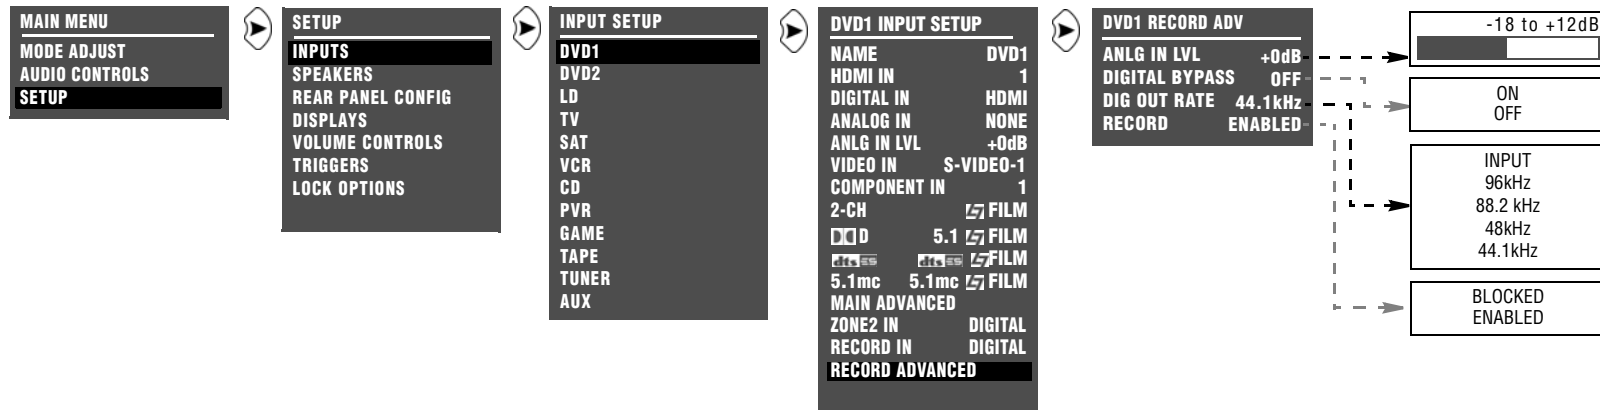 MAIN MENU
MODE ADJUST
AUDIO CONTROLS
SETUP
SETUP
INPUTS
SPEAKERS
REAR PANEL CONFIG
DISPLAYS
VOLUME CONTROLS
TRIGGERS
LOCK OPTIONS
INPUT SETUP
DVD1
DVD2
LD
TV
SAT
VCR
CD
PVR
GAME
TAPE
TUNER
AUX
DVD1 INPUT SETUP
NAME DVD1
HDMI IN 1
DIGITAL IN HDMI
ANALOG IN NONE
ANLG IN LVL +0dB
VIDEO IN S-VIDEO-1
COMPONENT IN 1
2-CH FILM
D 5.1 FILM
dts ES dts ES FILM
5.1mc 5.1mc FILM
MAIN ADVANCED
ZONE2 IN DIGITAL
RECORD IN DIGITAL
RECORD ADVANCED
DVD1 RECORD ADV
ANLG IN LVL +0dB
DIGITAL BYPASS OFF
DIG OUT RATE 44.1kHz
RECORD ENABLED
-18 to +12dB
ON
OFF
INPUT
96kHz
88.2 kHz
48kHz
44.1kHz
BLOCKED
ENABLED